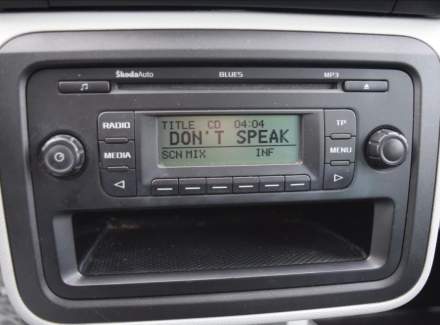 ŠkodaAuto BLUES MP3
RADIO TITLE CD 04:04 TP
DON'T SPEAK
MEDIA SCN MIX INF MENU